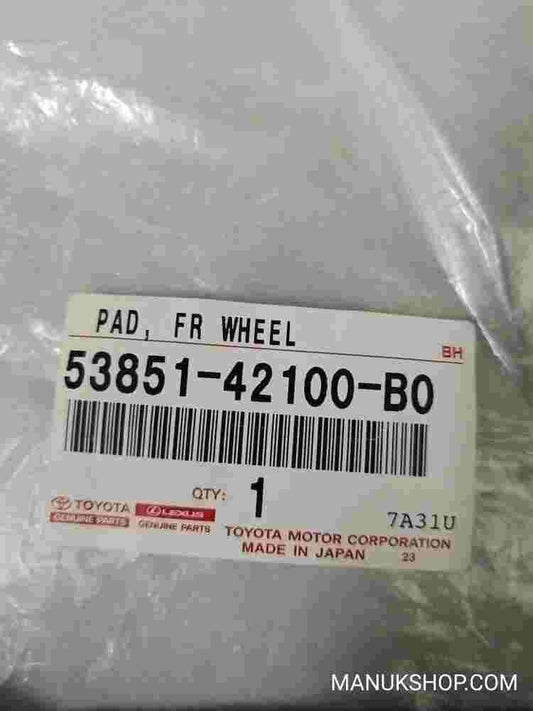 PAD, FR WHEEL
BH
53851-42100-B0
QTY: 1
7A31U
TOYOTA
GENUINE PARTS
LEXUS
GENUINE PARTS
TOYOTA MOTOR CORPORATION
MADE IN JAPAN 23
MANUKSHOP.COM